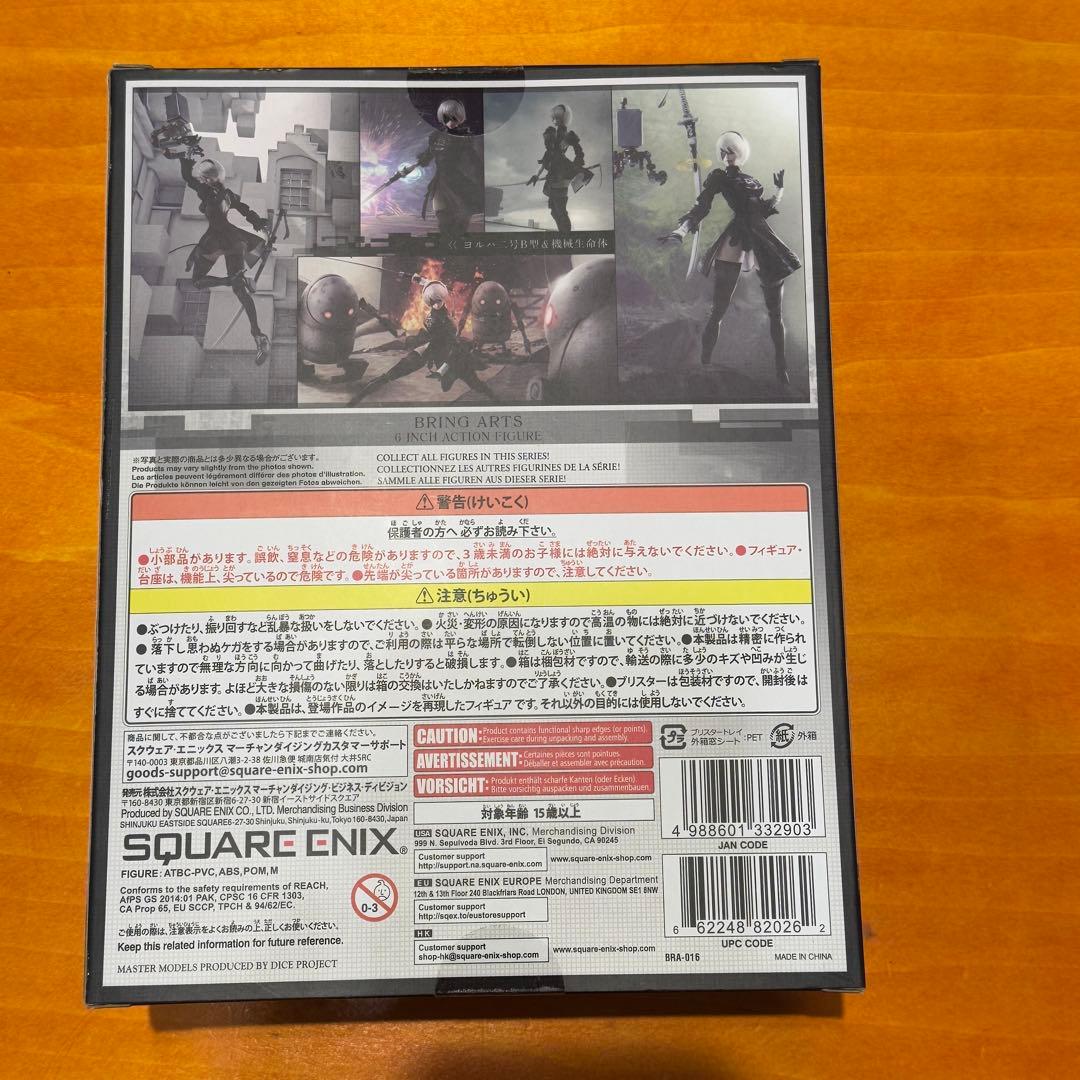 ≪ ヨルハ二号B型&機械生命体
BRING ARTS
6 INCH ACTION FIGURE
※写真と実際の商品とは多少異なる場合がございます。
Products may vary slightly from the photos shown.
Les articles peuvent légèrement différer des photos d'illustration.
Die Produkte können leicht von den gezeigten Fotos abweichen.
COLLECT ALL FIGURES IN THIS SERIES!
COLLECTIONNEZ LES AUTRES FIGURINES DE LA SÉRIE!
SAMMLE ALLE FIGUREN AUS DIESER SERIE!
⚠警告(けいこく)
保護者の方へ 必ずお読み下さい。
●小部品があります。誤飲、窒息などの危険がありますので、3歳未満のお子様には絶対に与えないでください。●フィギュア・
台座は、機能上、尖っているので危険です。●先端が尖っている箇所がありますので、注意してください。
⚠注意(ちゅうい)
●ぶつけたり、振り回すなど乱暴な扱いをしないでください。●火災・変形の原因になりますので高温の物には絶対に近づけないでください。
●落下し思わぬケガをする場合がありますので、ご利用の際は平らな場所で転倒しない位置に置いてください。●本製品は精密に作られ
ていますので無理な方向に向かって曲げたり、落としたりすると破損します。●箱は梱包材ですので、輸送の際に多少のキズや凹みが生じ
る場合があります。よほど大きな損傷のない限りは箱の交換はいたしかねますのでご了承ください。●ブリスターは包装材ですので、開封後は
すぐに捨ててください。●本製品は、登場作品のイメージを再現したフィギュアです。それ以外の目的には使用しないでください。
商品に関して、不都合な点がございましたら下記までご連絡ください。
スクウェア・エニックス マーチャンダイジングカスタマーサポート
〒140-0003 東京都品川区八潮3-2-38 佐川急便 城南店気付 大井SRC
goods-support@square-enix-shop.com
発売元 株式会社スクウェア・エニックス マーチャンダイジング・ビジネス・ディビジョン
〒160-8430 東京都新宿区新宿6-27-30 新宿イーストサイドスクエア
Produced by SQUARE ENIX CO., LTD. Merchandising Business Division
SHINJUKU EASTSIDE SQUARE6-27-30 Shinjuku, Shinjuku-ku, Tokyo 160-8430, Japan
SQUARE ENIX®
FIGURE: ATBC-PVC, ABS, POM, M
Conforms to the safety requirements of REACH,
AfPS GS 2014:01 PAK, CPSC 16 CFR 1303,
CA Prop 65, EU SCCP, TPCH & 94/62/EC.
0-3
ご使用の際は、注意表示をよくお読みの上、正しくお使いください。
Keep this related information for future reference.
MASTER MODELS PRODUCED BY DICE PROJECT
CAUTION
•Product contains functional sharp edges (or points).
•Exercise care during unpacking and assembly.
AVERTISSEMENT
•Certaines pièces sont pointues.
•Déballer et assembler avec précaution.
VORSICHT
•Produkt enthält scharfe Kanten (oder Ecken).
•Bitte vorsichtig auspacken und zusammenbauen.
対象年齢 15歳以上
USA SQUARE ENIX, INC. Merchandising Division
999 N. Sepulveda Blvd. 3rd Floor, El Segundo, CA 90245
Customer support
http://support.na.square-enix.com
www.square-enix-shop.com
EU SQUARE ENIX EUROPE Merchandising Department
12th & 13th Floor 240 Blackfriars Road LONDON, UNITED KINGDOM SE1 8NW
Customer support
http://sqex.to/eustoresupport
HK
Customer support
shop-hk@square-enix-shop.com
www.square-enix-shop.com
プラ
ブリスタートレイ
外箱窓シート
:PET
紙
外箱
4 988601 332903
JAN CODE
6 62248 82026 2
UPC CODE
BRA-016
MADE IN CHINA